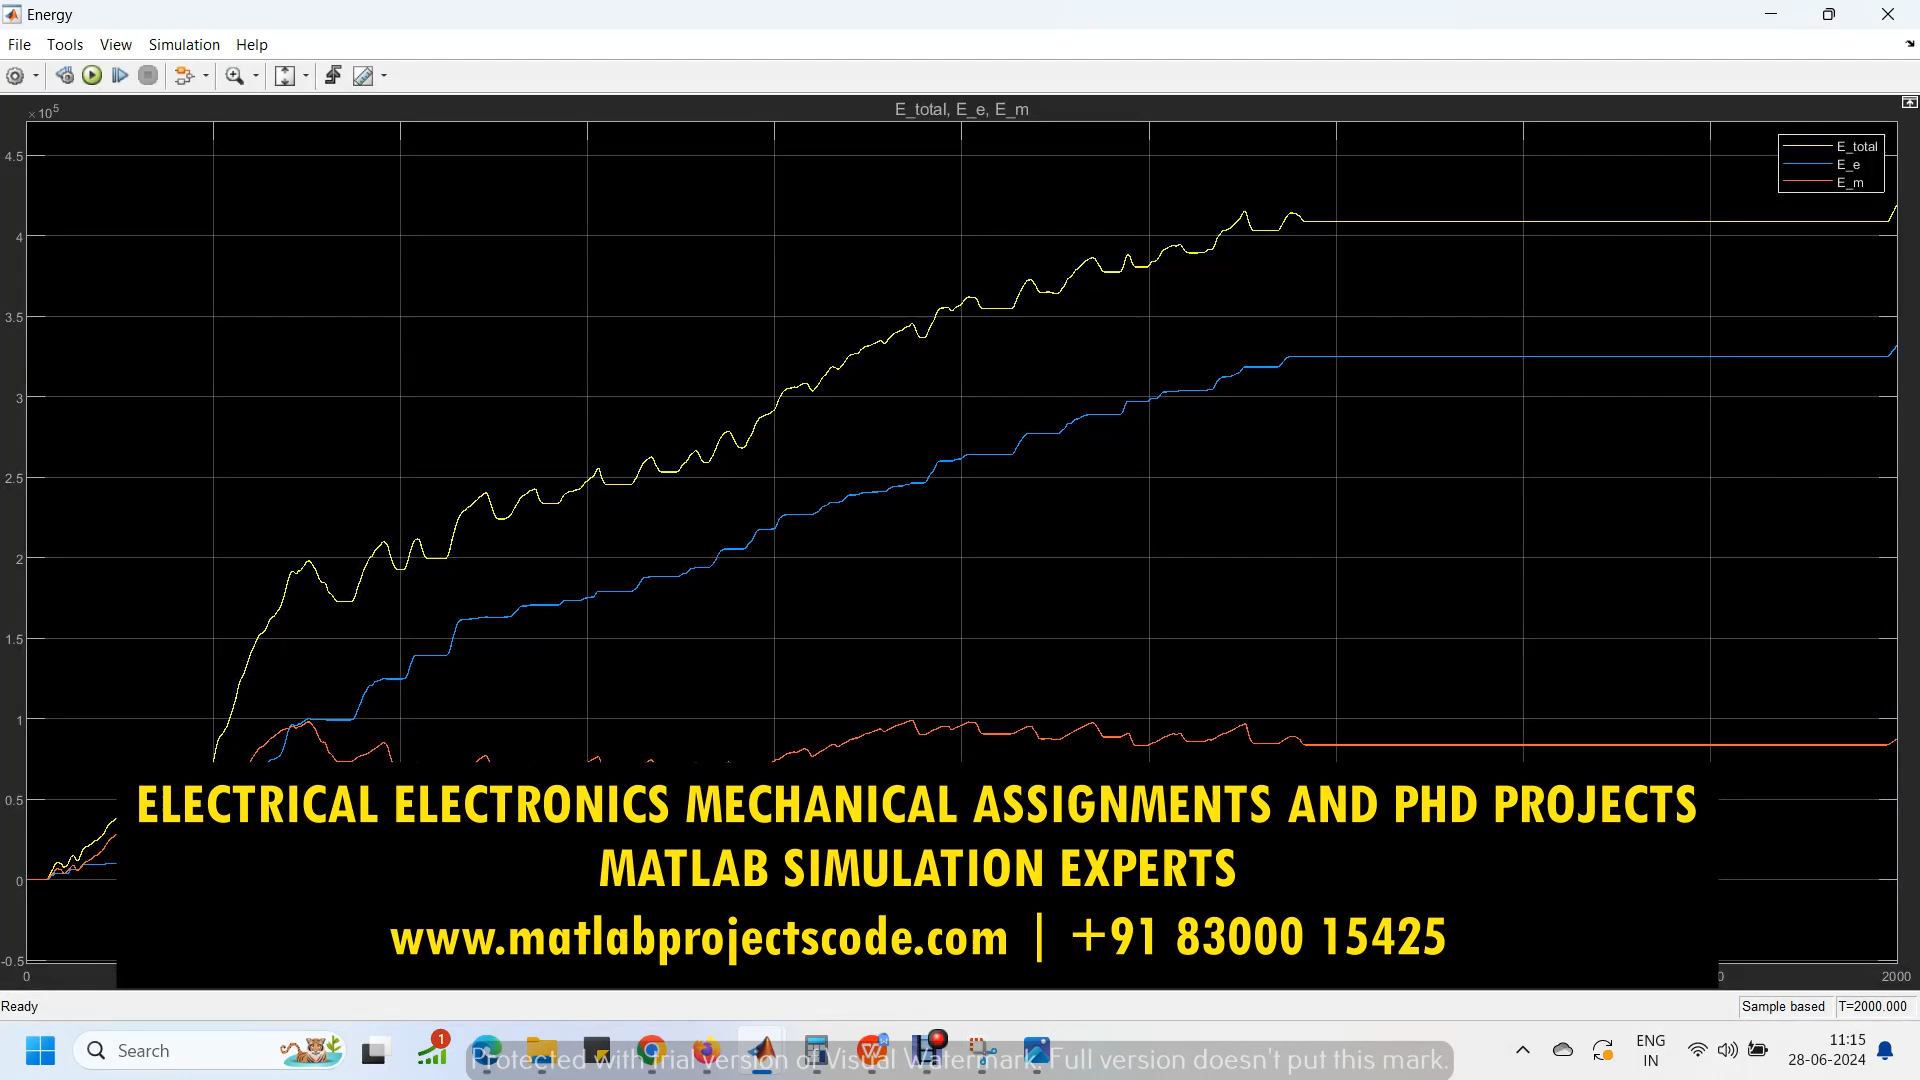 Energy
File Tools View Simulation Help
×10^5
E_total, E_e, E_m
E_total
E_e
E_m
4.5
4
3.5
3
2.5
2
1.5
1
0.5
0
-0.5
0
0
2000
ELECTRICAL ELECTRONICS MECHANICAL ASSIGNMENTS AND PHD PROJECTS
MATLAB SIMULATION EXPERTS
www.matlabprojectscode.com | +91 83000 15425
Ready
Sample based T=2000.000
Search
1
Protected with trial version of Visual Watermark. Full version doesn't put this mark.
ENG
IN
11:15
28-06-2024